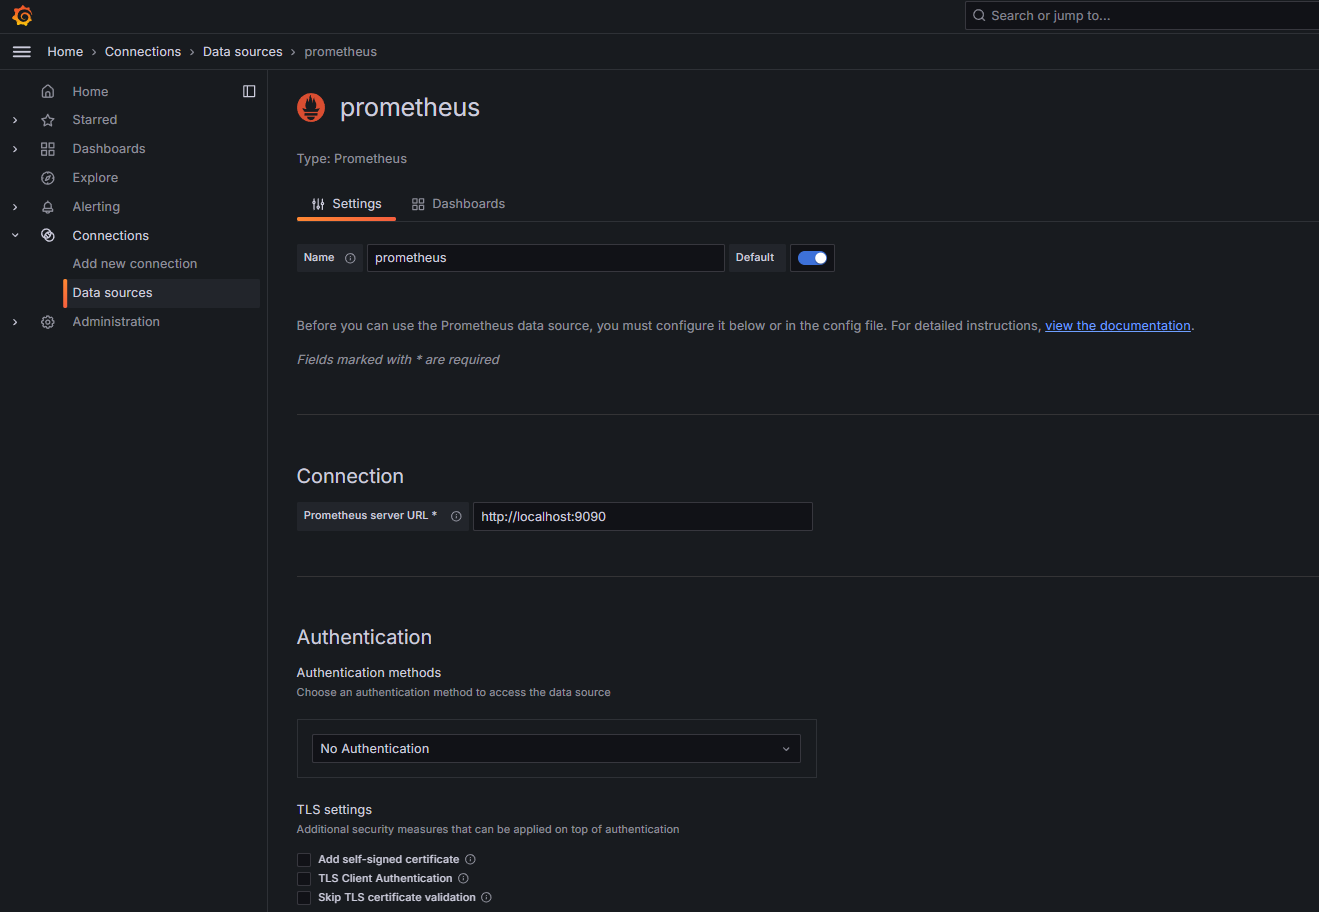 Search or jump to...
Home > Connections > Data sources > prometheus
Home
Starred
Dashboards
Explore
Alerting
Connections
Add new connection
Data sources
Administration
prometheus
Type: Prometheus
Settings Dashboards
Name prometheus Default
Before you can use the Prometheus data source, you must configure it below or in the config file. For detailed instructions, view the documentation.
Fields marked with * are required
Connection
Prometheus server URL * http://localhost:9090
Authentication
Authentication methods
Choose an authentication method to access the data source
No Authentication
TLS settings
Additional security measures that can be applied on top of authentication
Add self-signed certificate
TLS Client Authentication
Skip TLS certificate validation